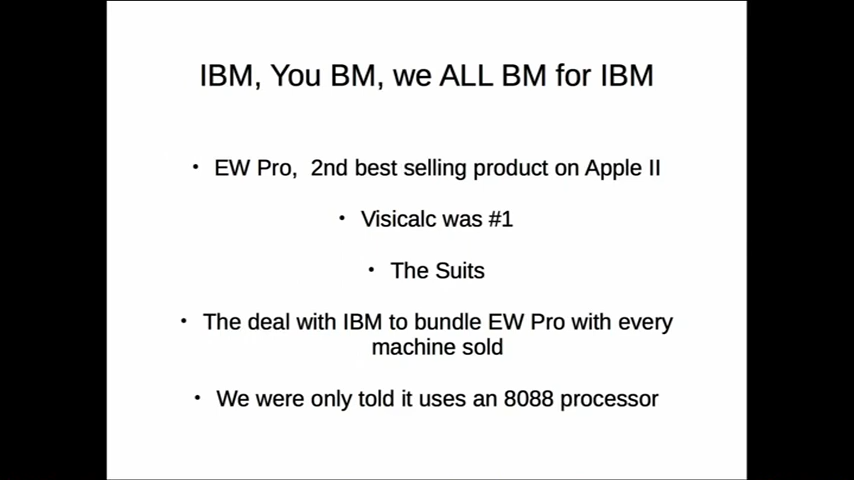 IBM, You BM, we ALL BM for IBM
• EW Pro, 2nd best selling product on Apple II
• Visicalc was #1
• The Suits
• The deal with IBM to bundle EW Pro with every
machine sold
• We were only told it uses an 8088 processor